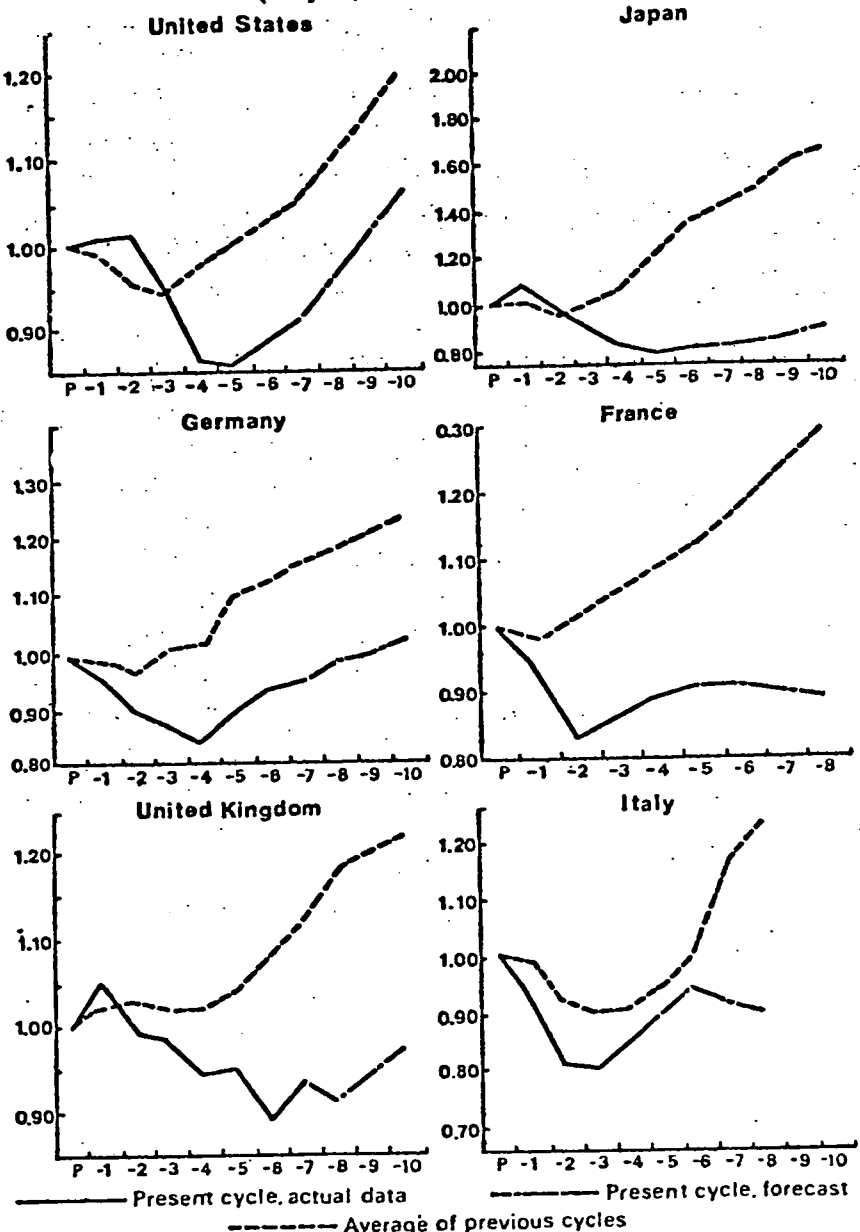 United States
1.20
1.10
1.00
0.90
P -1 -2 -3 -4 -5 -6 -7 -8 -9 -10
Japan
2.00
1.80
1.60
1.40
1.20
1.00
0.80
P -1 -2 -3 -4 -5 -6 -7 -8 -9 -10
Germany
1.30
1.20
1.10
1.00
0.90
0.80
P -1 -2 -3 -4 -5 -6 -7 -8 -9 -10
France
0.30
1.20
1.10
1.00
0.90
0.80
P -1 -2 -3 -4 -5 -6 -7 -8
United Kingdom
1.20
1.10
1.00
0.90
P -1 -2 -3 -4 -5 -6 -7 -8 -9 -10
Italy
1.20
1.10
1.00
0.90
0.80
0.70
P -1 -2 -3 -4 -5 -6 -7 -8 -9 -10
Present cycle, actual data
Present cycle, forecast
Average of previous cycles